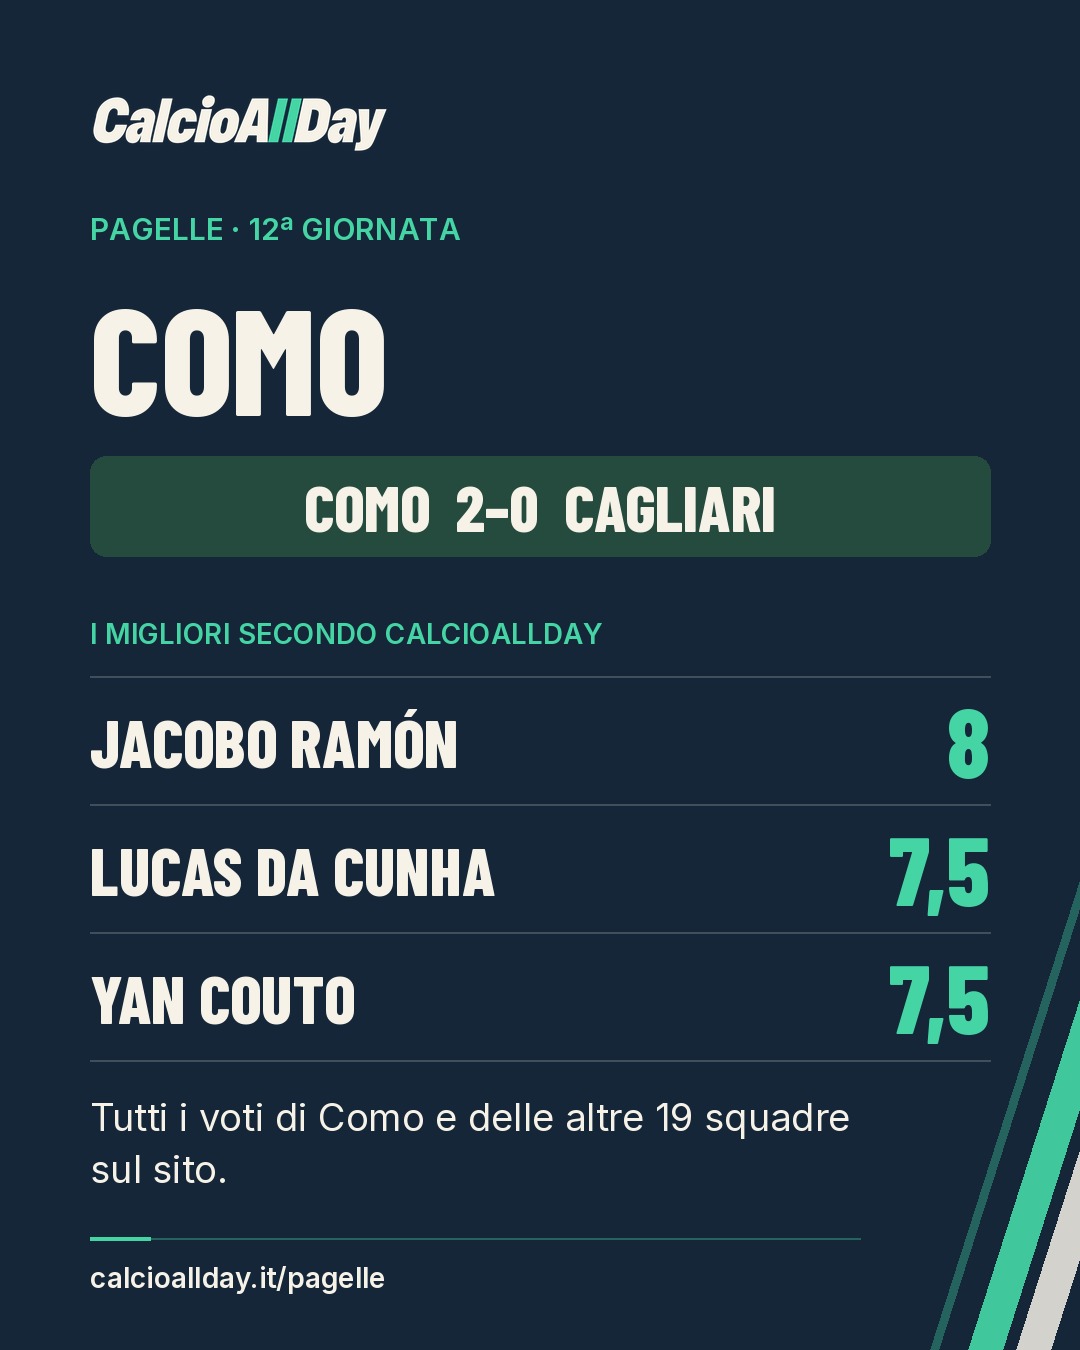 CalcioAllDay
PAGELLE · 12ª GIORNATA
COMO
COMO 2–0 CAGLIARI
I MIGLIORI SECONDO CALCIOALLDAY
JACOBO RAMÓN 8
LUCAS DA CUNHA 7,5
YAN COUTO 7,5
Tutti i voti di Como e delle altre 19 squadre
sul sito.
calcioallday.it/pagelle